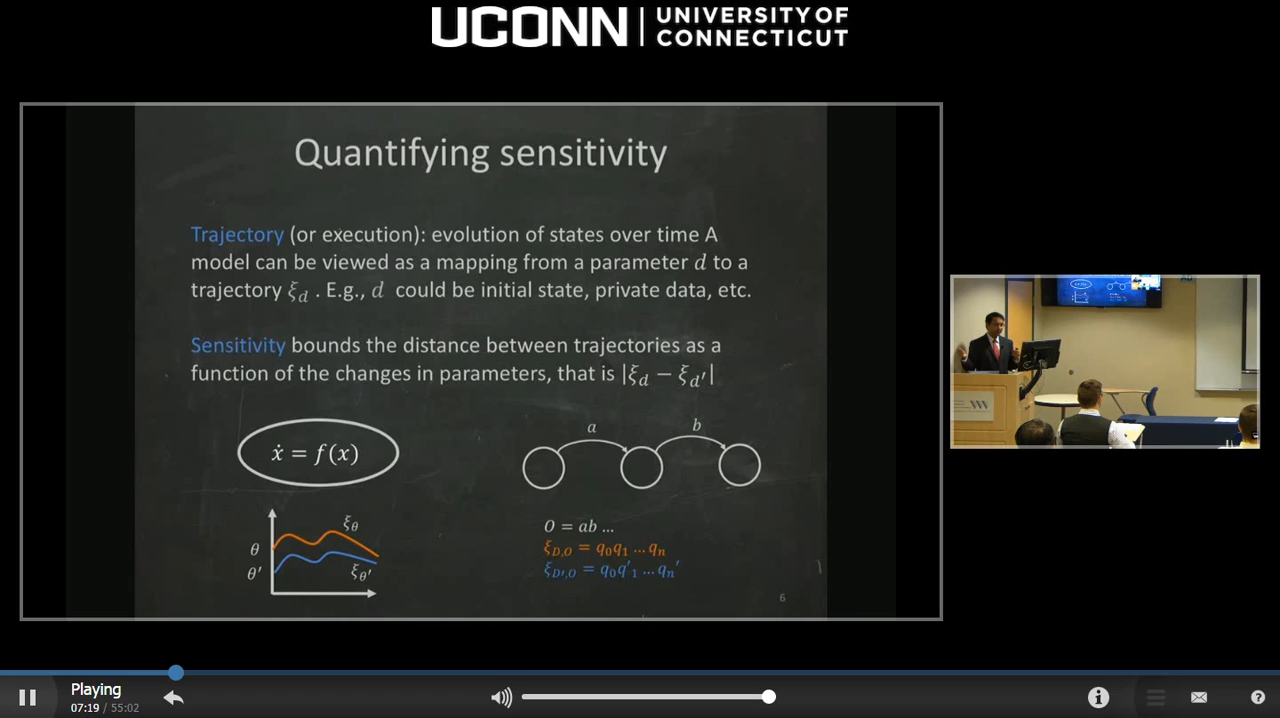 UCONN
UNIVERSITY OF
CONNECTICUT
Quantifying sensitivity
Trajectory (or execution): evolution of states over time A
model can be viewed as a mapping from a parameter d to a
trajectory ξ_d . E.g., d could be initial state, private data, etc.
Sensitivity bounds the distance between trajectories as a
function of the changes in parameters, that is |ξ_d − ξ_d′|
ẋ = f(x)
a
b
ξ_θ
θ
θ′
ξ_θ′
O = ab ...
ξ_D,O = q₀q₁ ... qₙ
ξ_D′,O = q₀q′₁ ... qₙ′
6
Playing
07:19 / 55:02